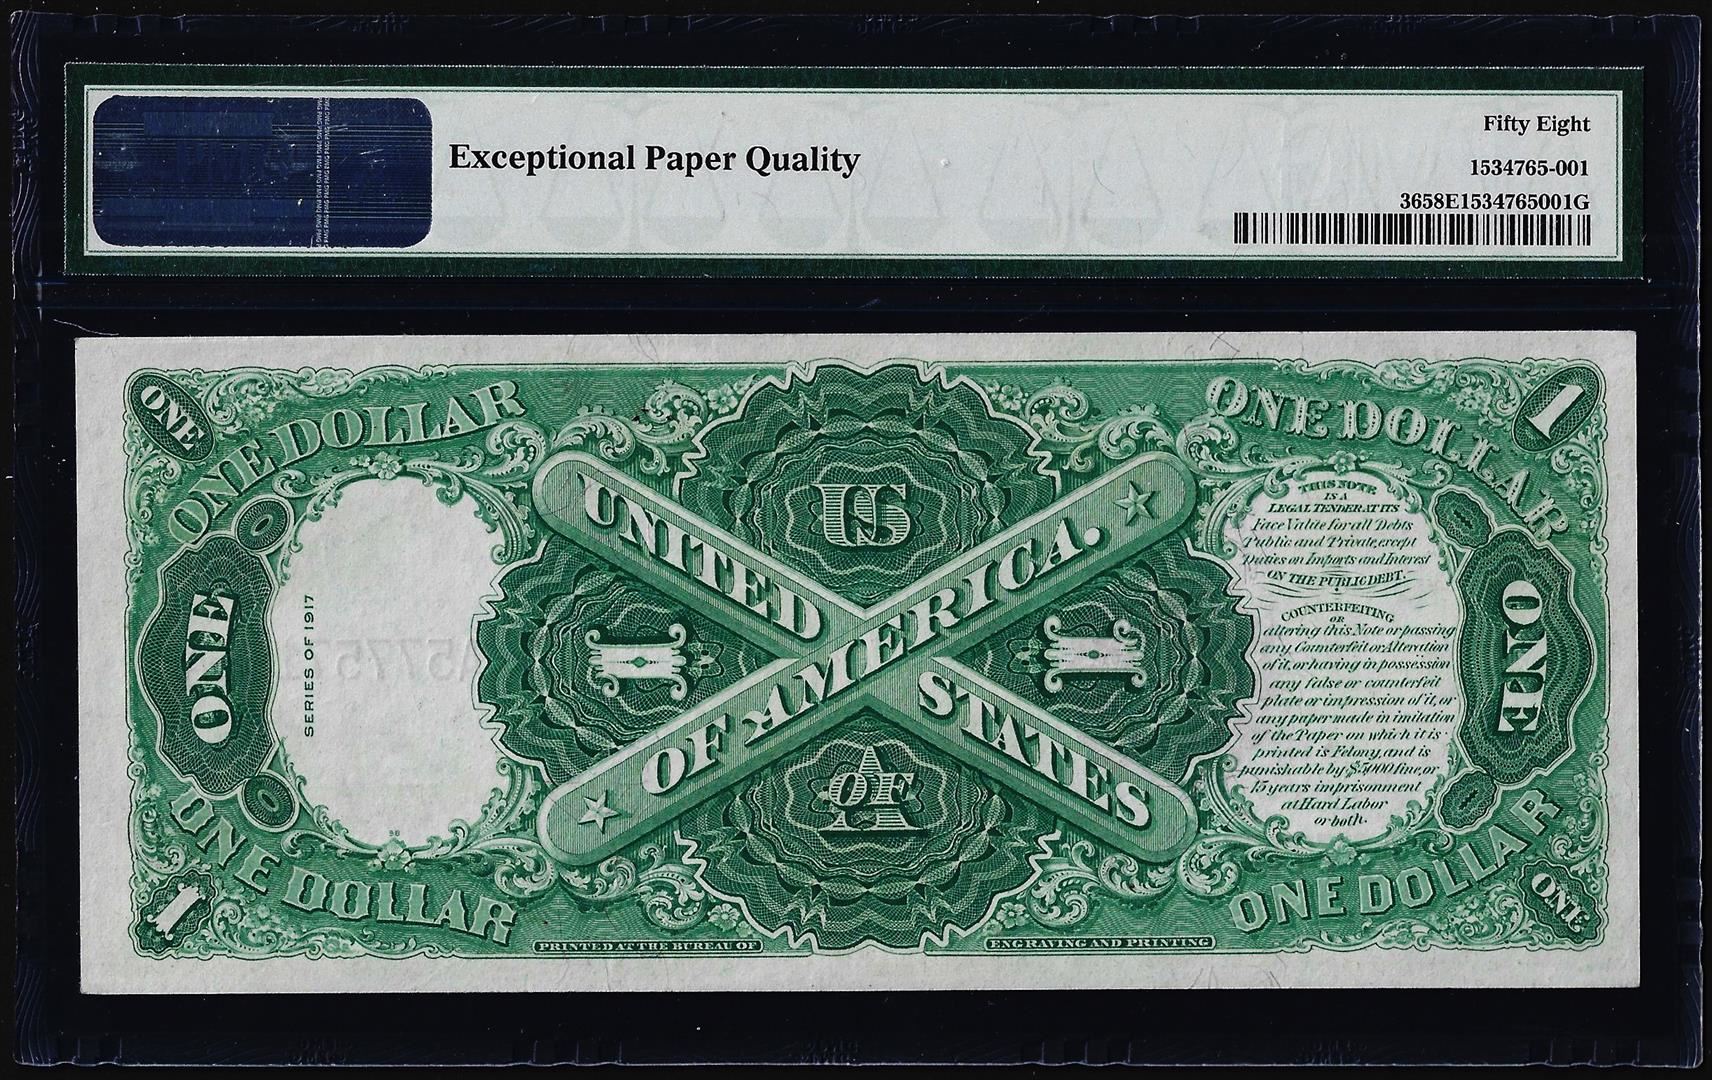 Exceptional Paper Quality
Fifty Eight
1534765-001
3658E1534765001G
ONE
ONE DOLLAR
ONE DOLLAR
1
US
UNITED
STATES
OF AMERICA.
ONE
SERIES OF 1917
1
1
THIS NOTE
IS A
LEGAL TENDER AT ITS
Face Value for all Debts
Public and Private, except
Duties on Imports and Interest
ON THE PUBLIC DEBT.
COUNTERFEITING
OR
altering this Note or passing
any Counterfeit or Alteration
of it, or having in possession
any false or counterfeit
plate or impression of it, or
any paper made in imitation
of the Paper on which it is
printed is Felony, and is
punishable by $5000 fine, or
15 years imprisonment
at Hard Labor
or both.
ONE
OF
A
98
ONE DOLLAR
ONE DOLLAR
1
ONE
PRINTED AT THE BUREAU OF
ENGRAVING AND PRINTING